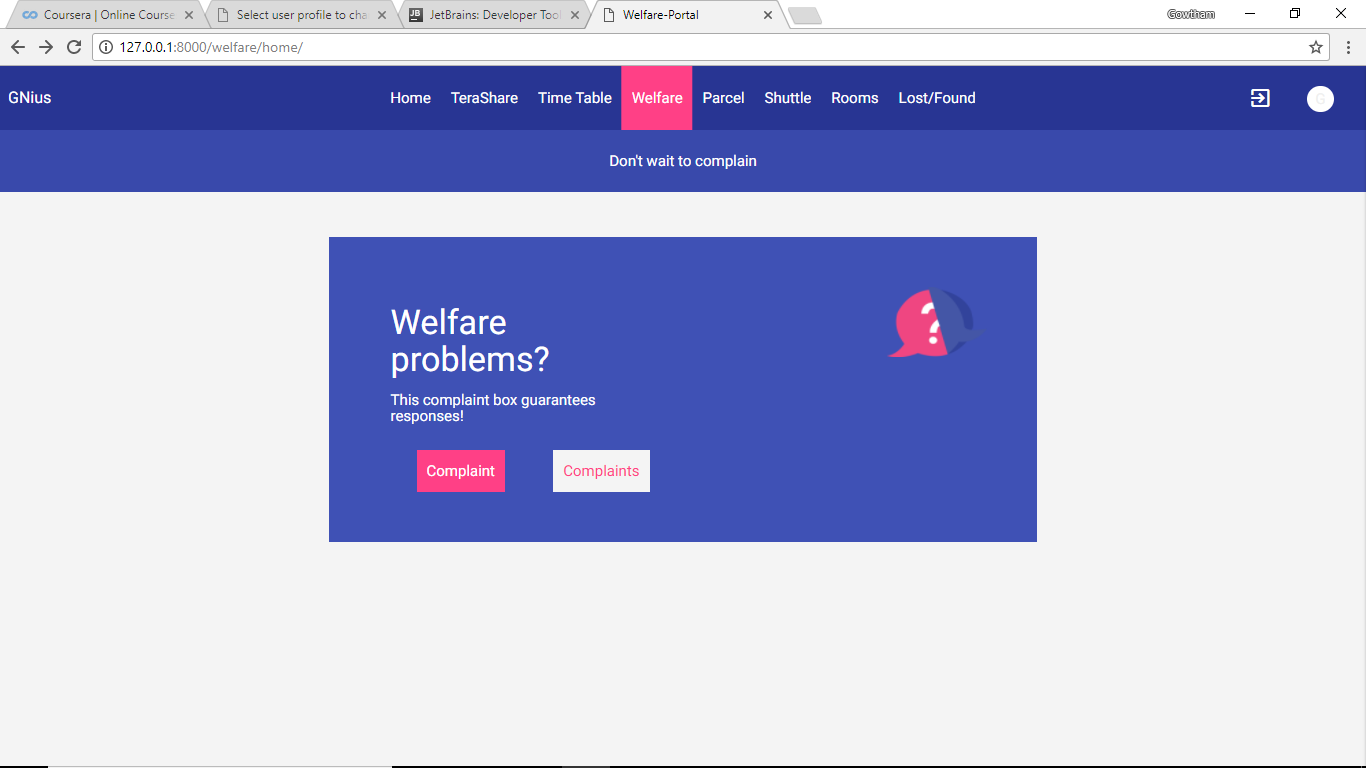 Coursera | Online Course
Select user profile to cha
JetBrains: Developer Tool
Welfare-Portal
Gowtham
127.0.0.1:8000/welfare/home/
GNius
Home TeraShare Time Table Welfare Parcel Shuttle Rooms Lost/Found
G
Don't wait to complain
?
?
Welfare
problems?
This complaint box guarantees
responses!
Complaint Complaints